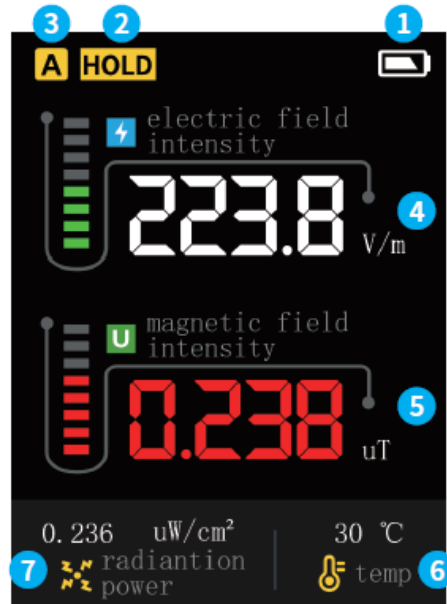 3 2 1
A HOLD
electric field
intensity
223.8
4
V/m
U magnetic field
intensity
0.238
5
uT
0.236 uW/cm²
30 ℃
7 radiantion
power
temp 6